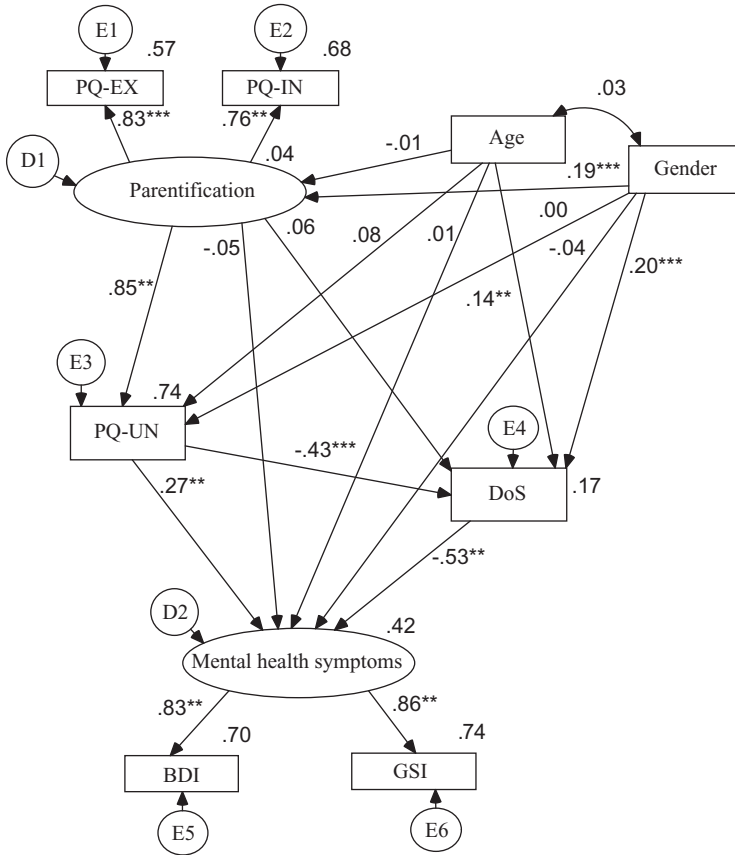 E1
E2
.57
.68
PQ-EX
PQ-IN
.03
.83***
.76**
Age
D1
.04
-.01
Gender
Parentification
.19***
-.05
.06
.08
.01
.00
-.04
.20***
.85**
.14**
E3
.74
PQ-UN
E4
-.43***
.27**
DoS
.17
-.53**
D2
.42
Mental health symptoms
.83**
.86**
.70
.74
BDI
GSI
E5
E6